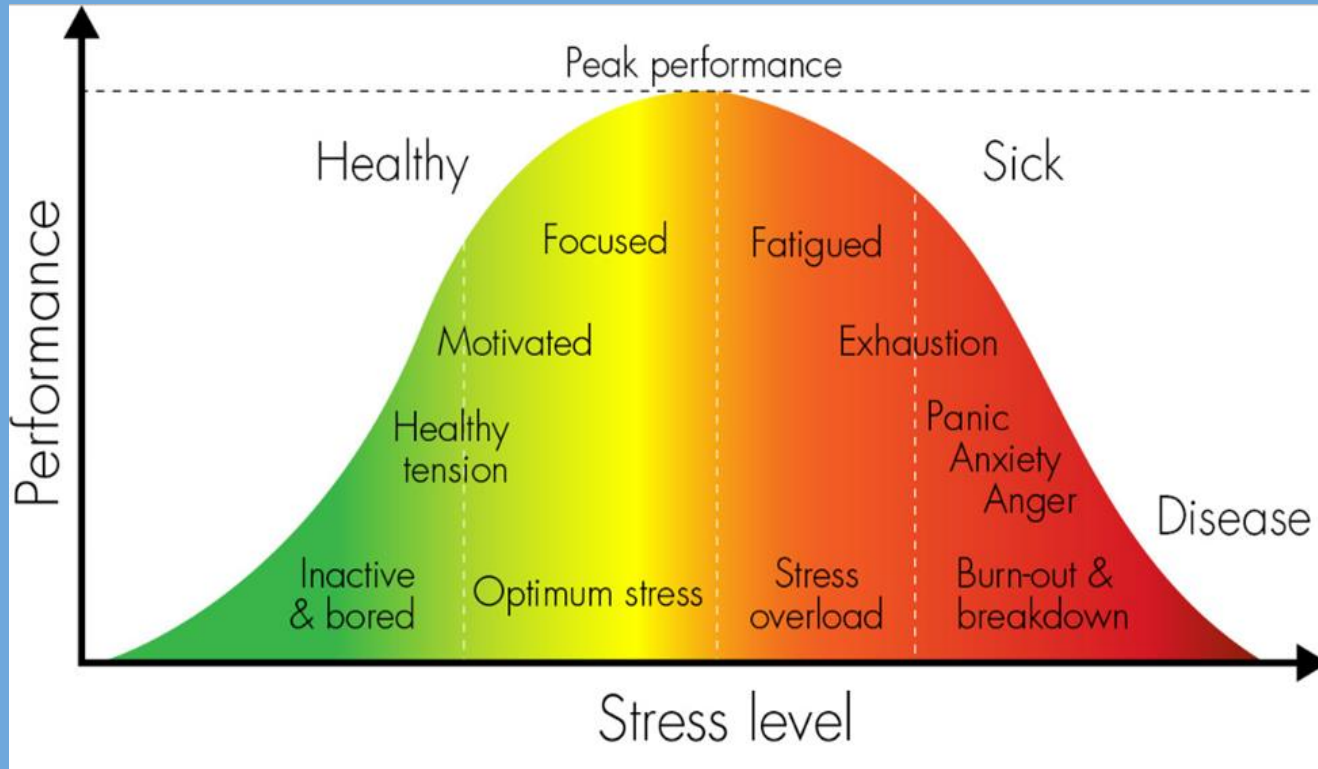 Peak performance
Healthy
Sick
Focused
Fatigued
Motivated
Exhaustion
Healthy
tension
Panic
Anxiety
Anger
Disease
Inactive
& bored
Optimum stress
Stress
overload
Burn-out &
breakdown
Performance
Stress level